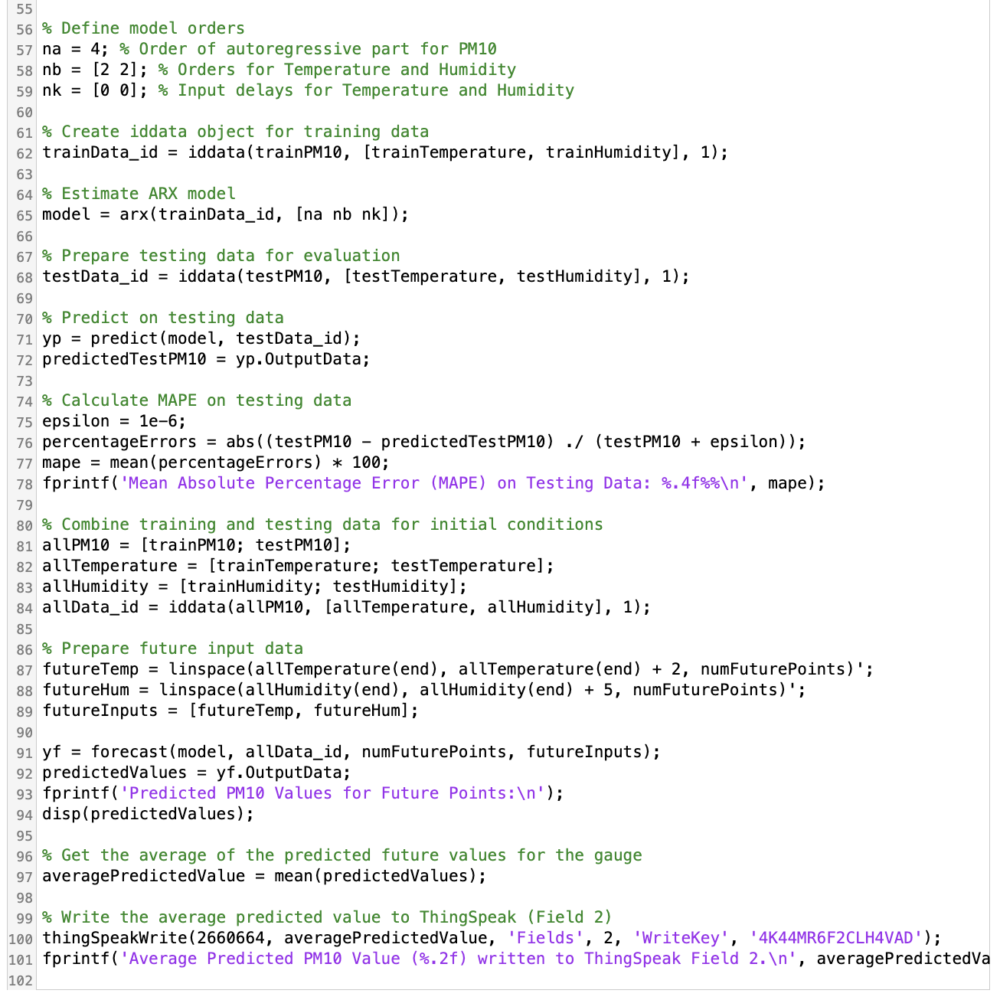 55
56 % Define model orders
57 na = 4; % Order of autoregressive part for PM10
58 nb = [2 2]; % Orders for Temperature and Humidity
59 nk = [0 0]; % Input delays for Temperature and Humidity
60
61 % Create iddata object for training data
62 trainData_id = iddata(trainPM10, [trainTemperature, trainHumidity], 1);
63
64 % Estimate ARX model
65 model = arx(trainData_id, [na nb nk]);
66
67 % Prepare testing data for evaluation
68 testData_id = iddata(testPM10, [testTemperature, testHumidity], 1);
69
70 % Predict on testing data
71 yp = predict(model, testData_id);
72 predictedTestPM10 = yp.OutputData;
73
74 % Calculate MAPE on testing data
75 epsilon = 1e-6;
76 percentageErrors = abs((testPM10 - predictedTestPM10) ./ (testPM10 + epsilon));
77 mape = mean(percentageErrors) * 100;
78 fprintf('Mean Absolute Percentage Error (MAPE) on Testing Data: %.4f%%\n', mape);
79
80 % Combine training and testing data for initial conditions
81 allPM10 = [trainPM10; testPM10];
82 allTemperature = [trainTemperature; testTemperature];
83 allHumidity = [trainHumidity; testHumidity];
84 allData_id = iddata(allPM10, [allTemperature, allHumidity], 1);
85
86 % Prepare future input data
87 futureTemp = linspace(allTemperature(end), allTemperature(end) + 2, numFuturePoints)';
88 futureHum = linspace(allHumidity(end), allHumidity(end) + 5, numFuturePoints)';
89 futureInputs = [futureTemp, futureHum];
90
91 yf = forecast(model, allData_id, numFuturePoints, futureInputs);
92 predictedValues = yf.OutputData;
93 fprintf('Predicted PM10 Values for Future Points:\n');
94 disp(predictedValues);
95
96 % Get the average of the predicted future values for the gauge
97 averagePredictedValue = mean(predictedValues);
98
99 % Write the average predicted value to ThingSpeak (Field 2)
100 thingSpeakWrite(2660664, averagePredictedValue, 'Fields', 2, 'WriteKey', '4K44MR6F2CLH4VAD');
101 fprintf('Average Predicted PM10 Value (%.2f) written to ThingSpeak Field 2.\n', averagePredictedVa
102